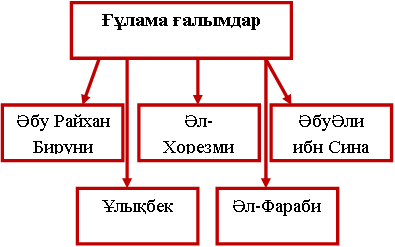 Ғұлама ғалымдар
Әбу Райхан
Бируни
Әл-
Хорезми
ӘбуӘли
ибн Сина
Ұлықбек
Әл-Фараби